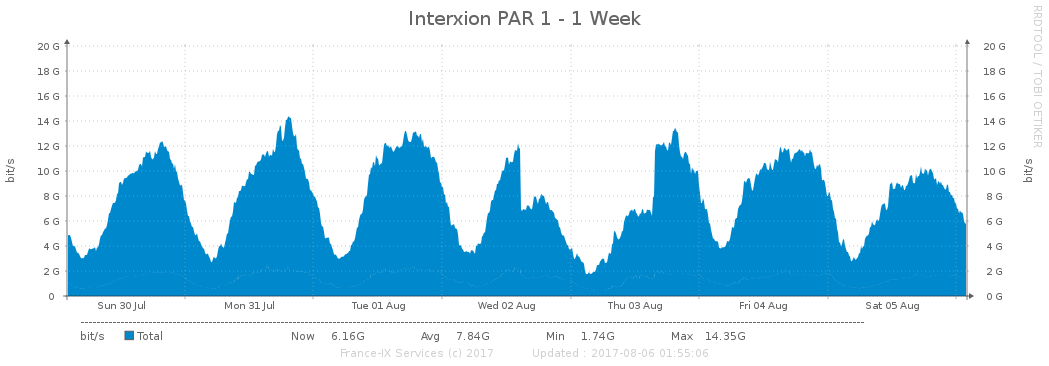 Interxion PAR 1 - 1 Week
RRDTOOL / TOBI OETIKER
bit/s
20 G 20 G
18 G 18 G
16 G 16 G
14 G 14 G
12 G 12 G
10 G 10 G
8 G 8 G
6 G 6 G
4 G 4 G
2 G 2 G
0 0 G
bit/s
Sun 30 Jul Mon 31 Jul Tue 01 Aug Wed 02 Aug Thu 03 Aug Fri 04 Aug Sat 05 Aug
bit/s Total Now 6.16G Avg 7.84G Min 1.74G Max 14.35G
France-IX Services (c) 2017 Updated : 2017-08-06 01:55:06